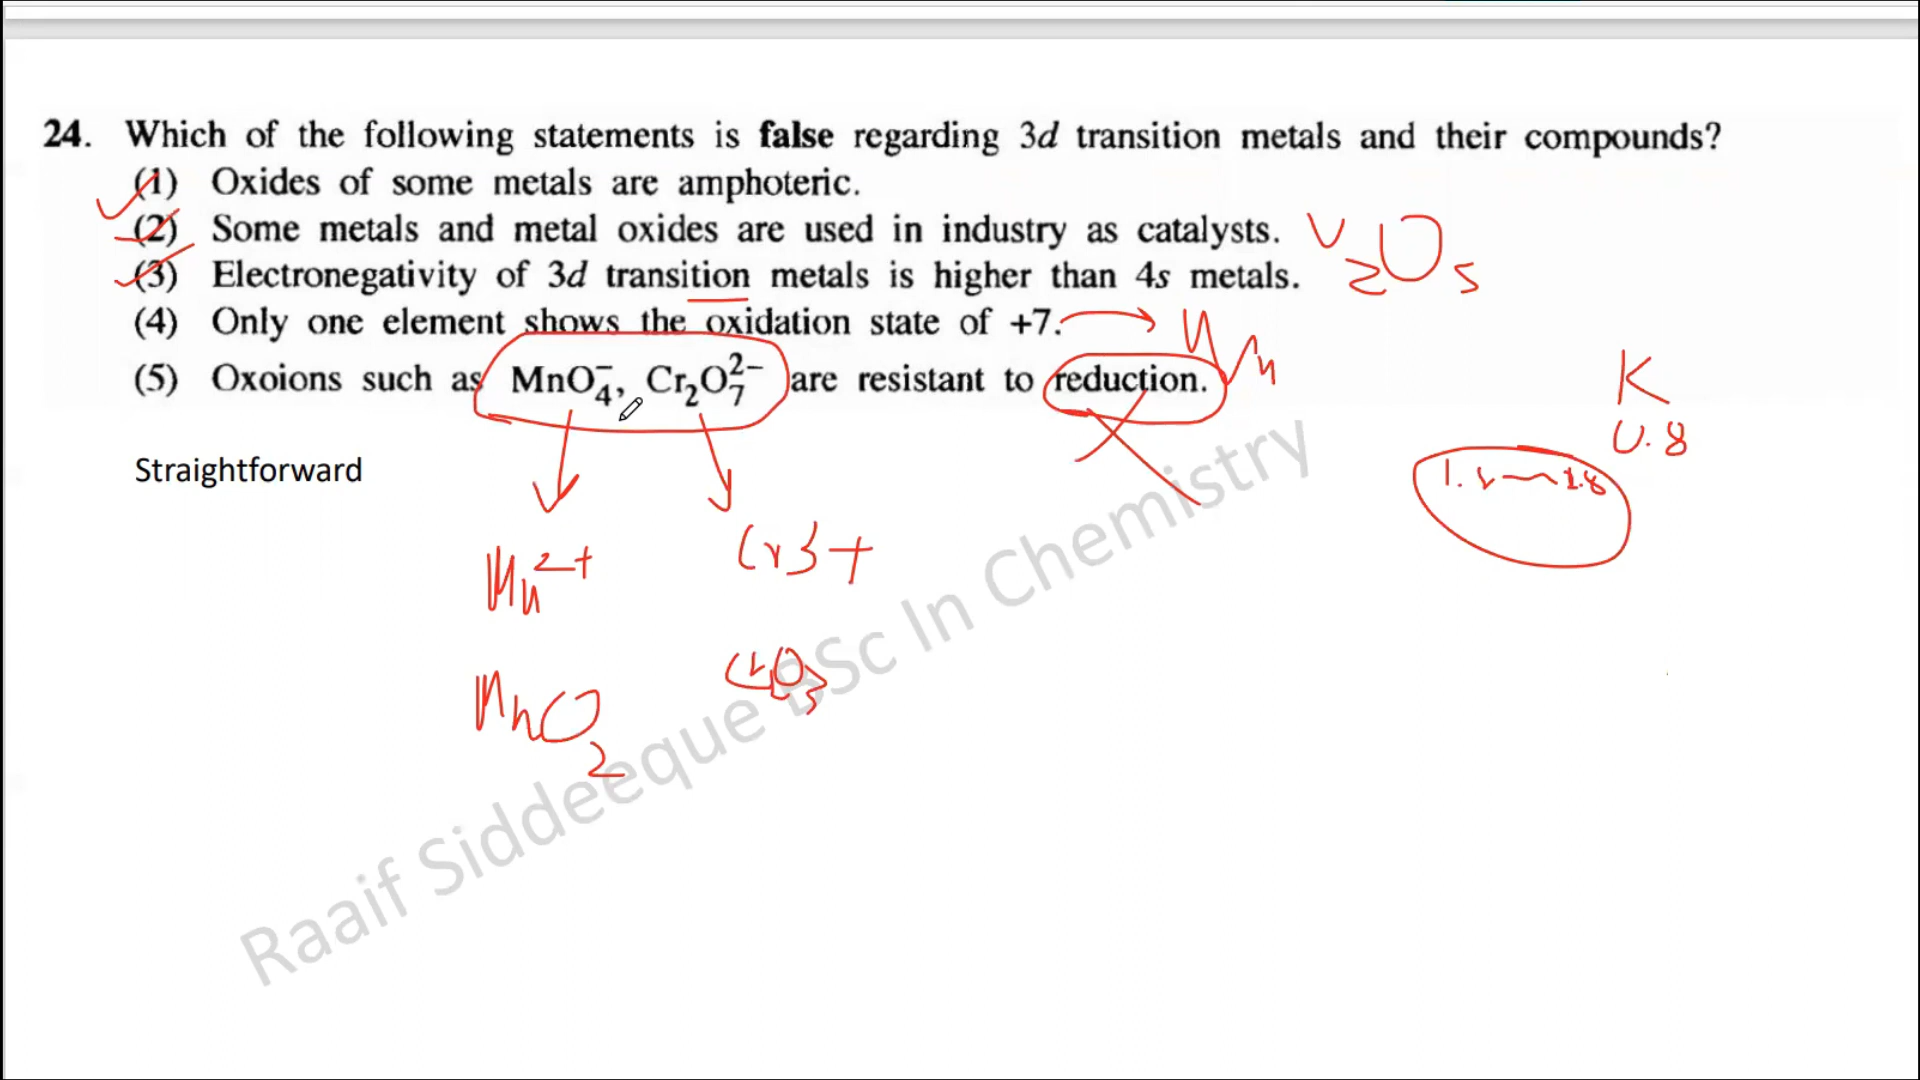 24. Which of the following statements is false regarding 3d transition metals and their compounds?
(1) Oxides of some metals are amphoteric.
(2) Some metals and metal oxides are used in industry as catalysts. V₂O₅
(3) Electronegativity of 3d transition metals is higher than 4s metals.
(4) Only one element shows the oxidation state of +7. Mn
(5) Oxoions such as MnO₄⁻, Cr₂O₇²⁻ are resistant to reduction.
K
0.8
Straightforward
Mn²⁺ Cr3+
MnO₂ Cr₂O₃
Raaif Siddeeque BSc In Chemistry